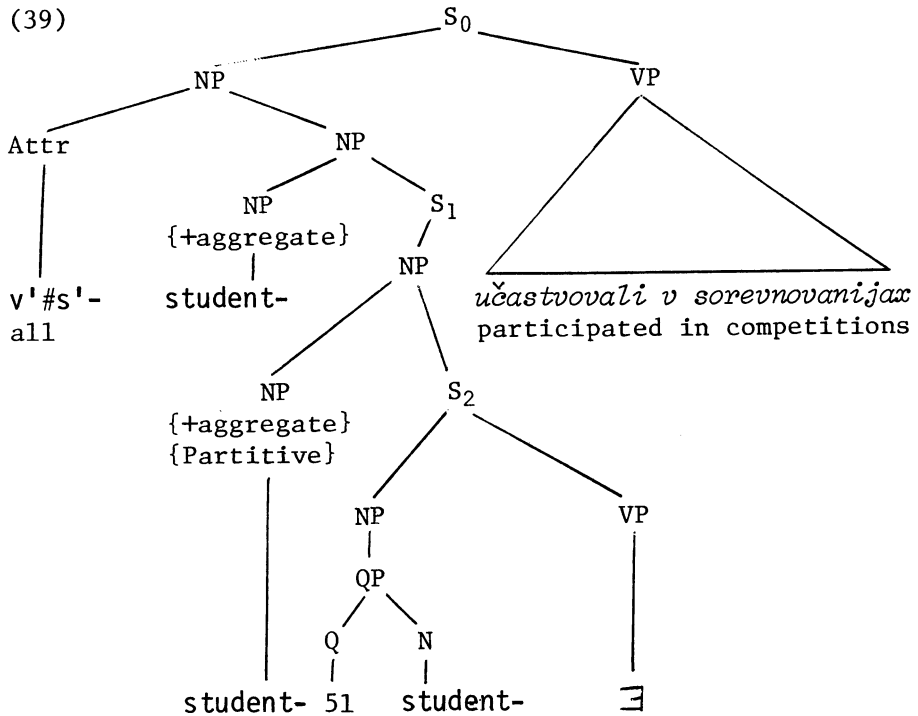 (39)
S0
NP VP
Attr NP
NP S1
{+aggregate}
NP
v'#s'- student- učastvovali v sorevnovanijax
all participated in competitions
NP S2
{+aggregate}
{Partitive}
NP VP
QP
Q N
student- 51 student- ∃